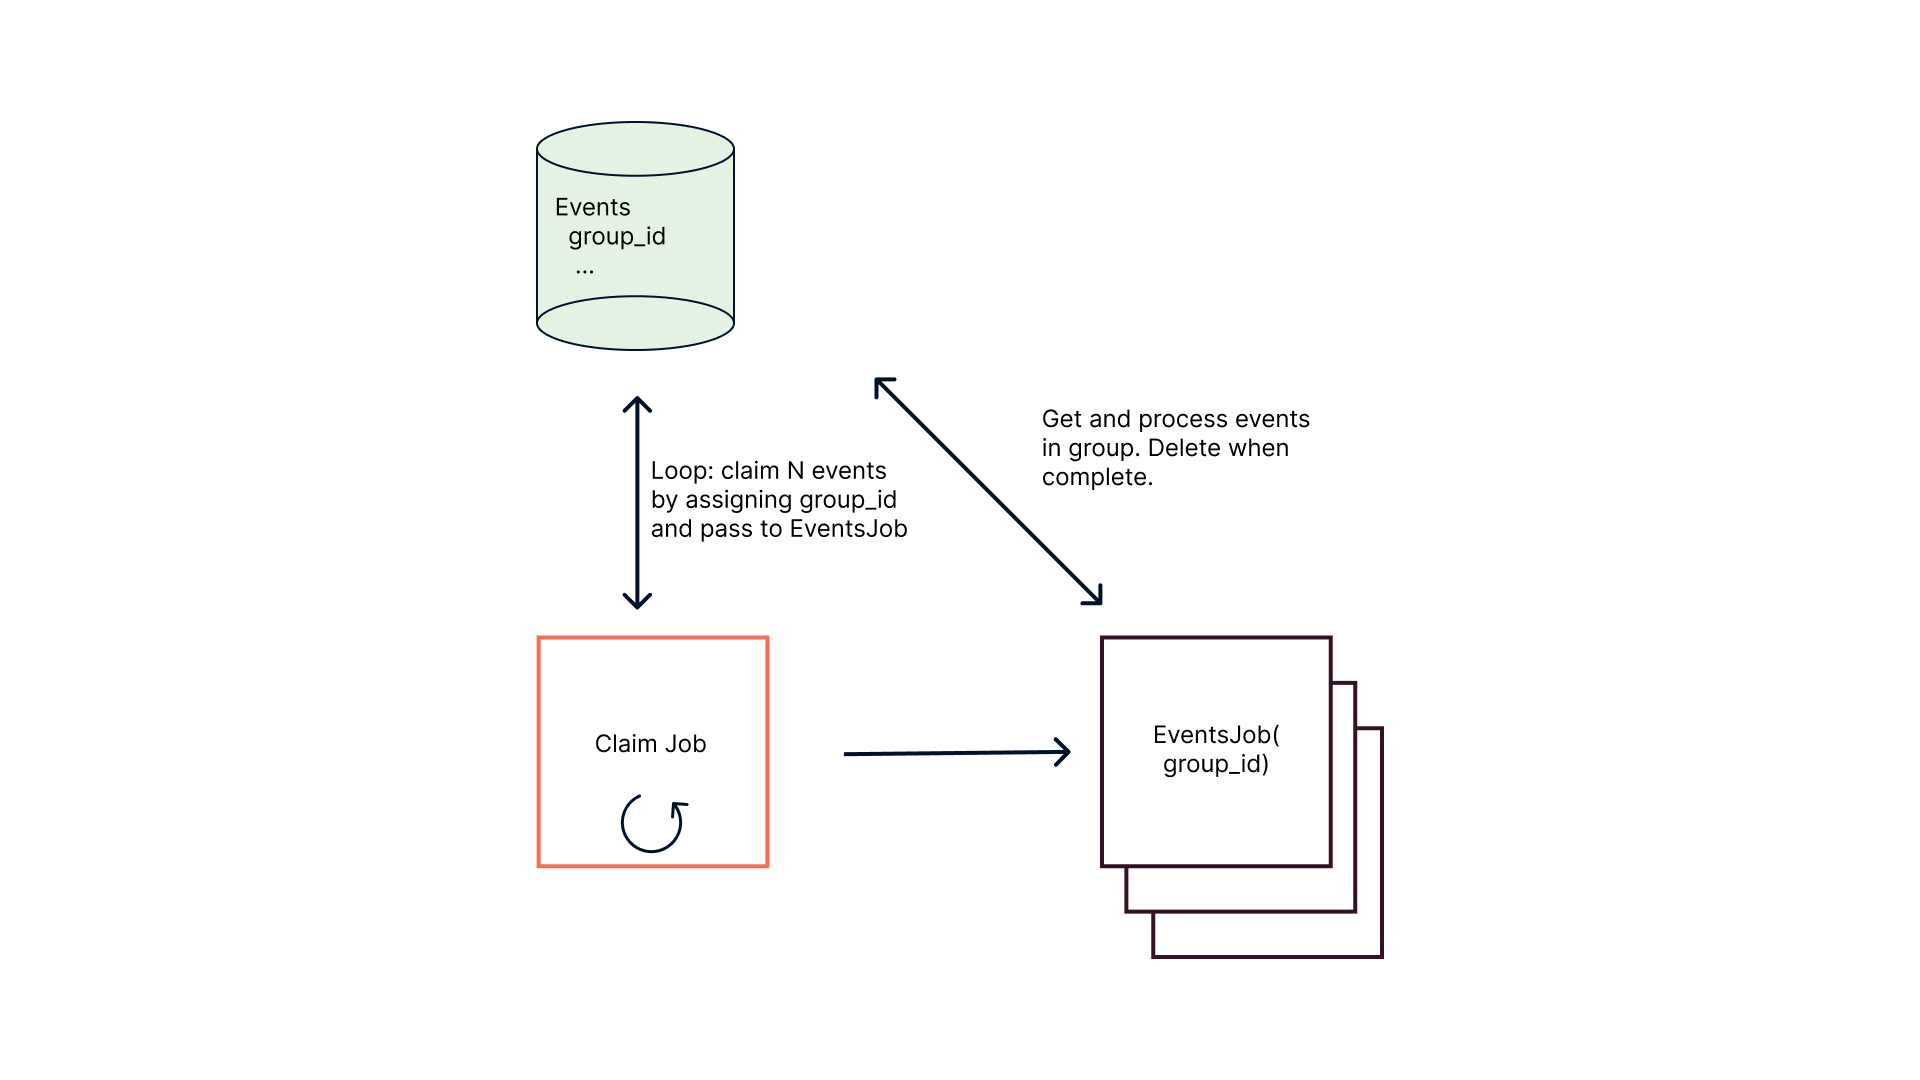 Events
group_id
...
Get and process events
in group. Delete when
complete.
Loop: claim N events
by assigning group_id
and pass to EventsJob
Claim Job
EventsJob(
group_id)